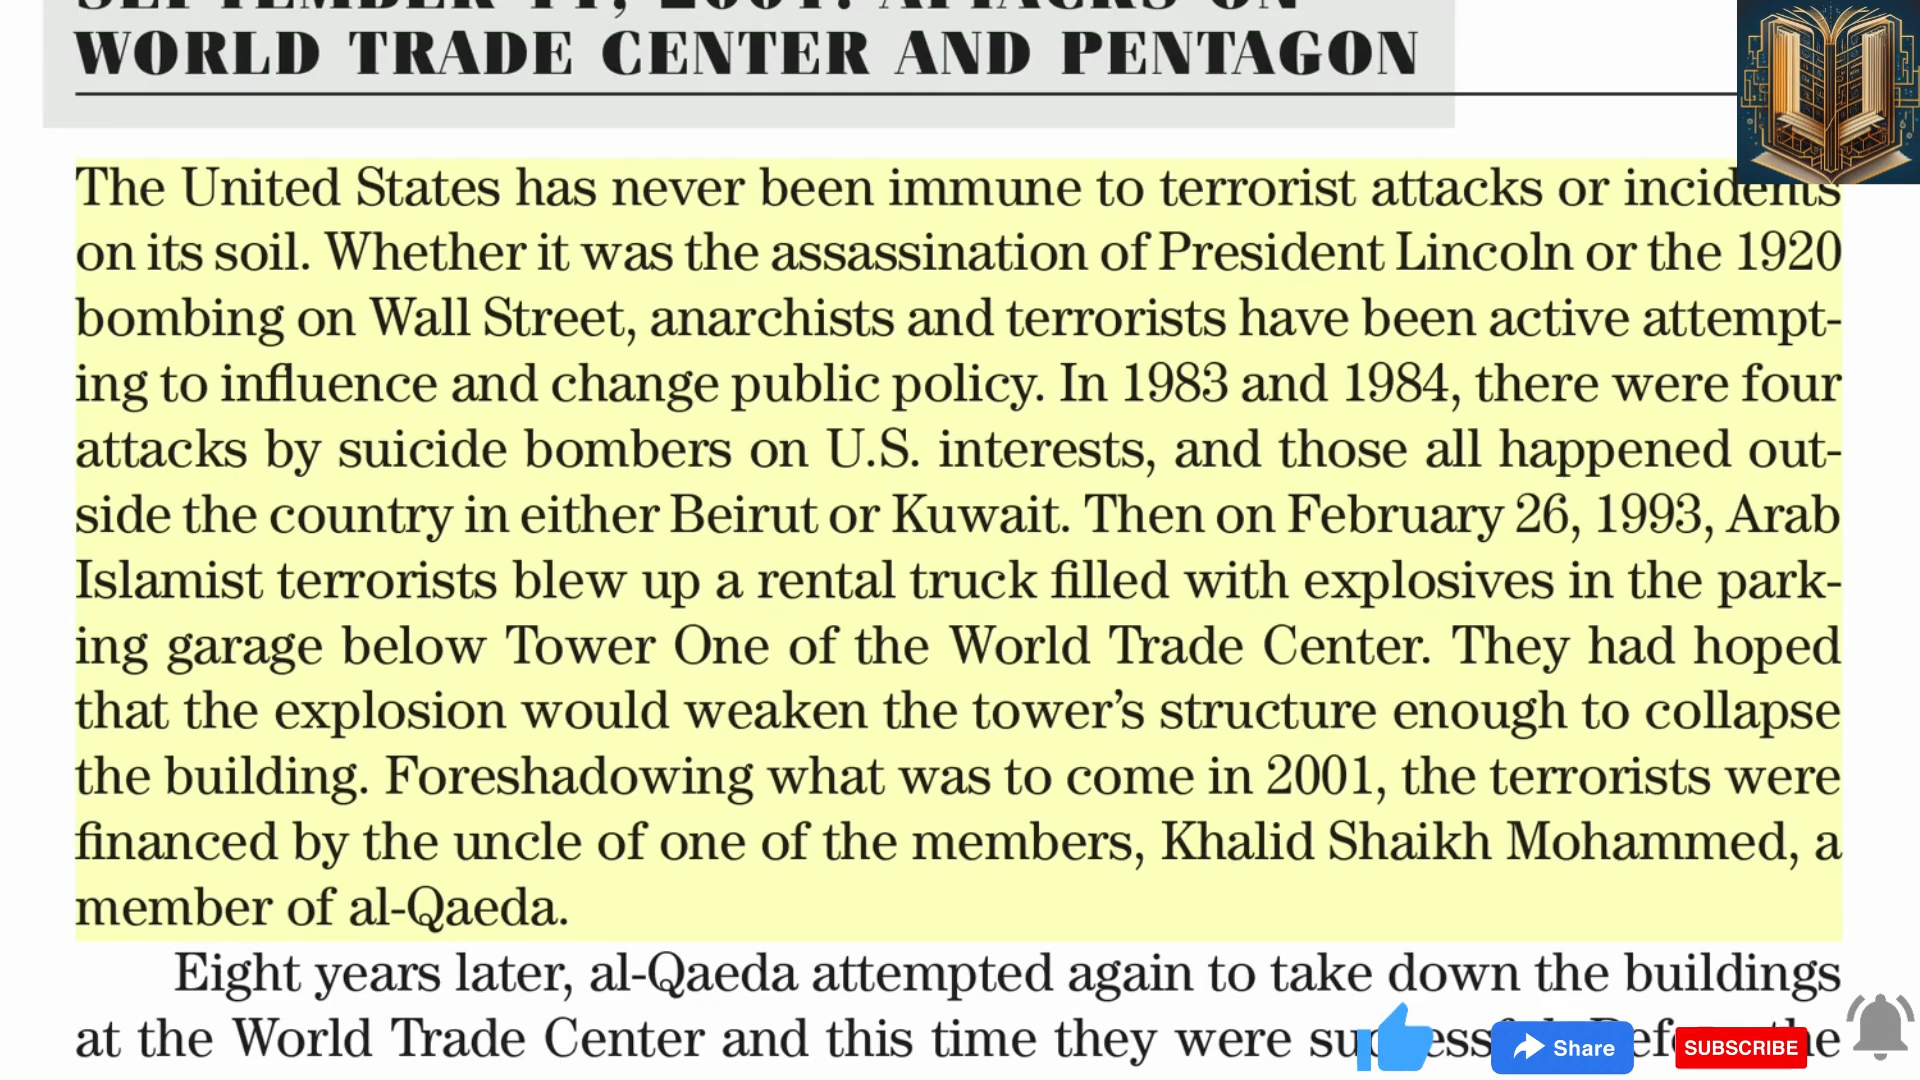 SEPTEMBER 11, 2001: ATTACKS ON
WORLD TRADE CENTER AND PENTAGON
The United States has never been immune to terrorist attacks or incidents
on its soil. Whether it was the assassination of President Lincoln or the 1920
bombing on Wall Street, anarchists and terrorists have been active attempt-
ing to influence and change public policy. In 1983 and 1984, there were four
attacks by suicide bombers on U.S. interests, and those all happened out-
side the country in either Beirut or Kuwait. Then on February 26, 1993, Arab
Islamist terrorists blew up a rental truck filled with explosives in the park-
ing garage below Tower One of the World Trade Center. They had hoped
that the explosion would weaken the tower's structure enough to collapse
the building. Foreshadowing what was to come in 2001, the terrorists were
financed by the uncle of one of the members, Khalid Shaikh Mohammed, a
member of al-Qaeda.
Eight years later, al-Qaeda attempted again to take down the buildings
at the World Trade Center and this time they were
Share
SUBSCRIBE